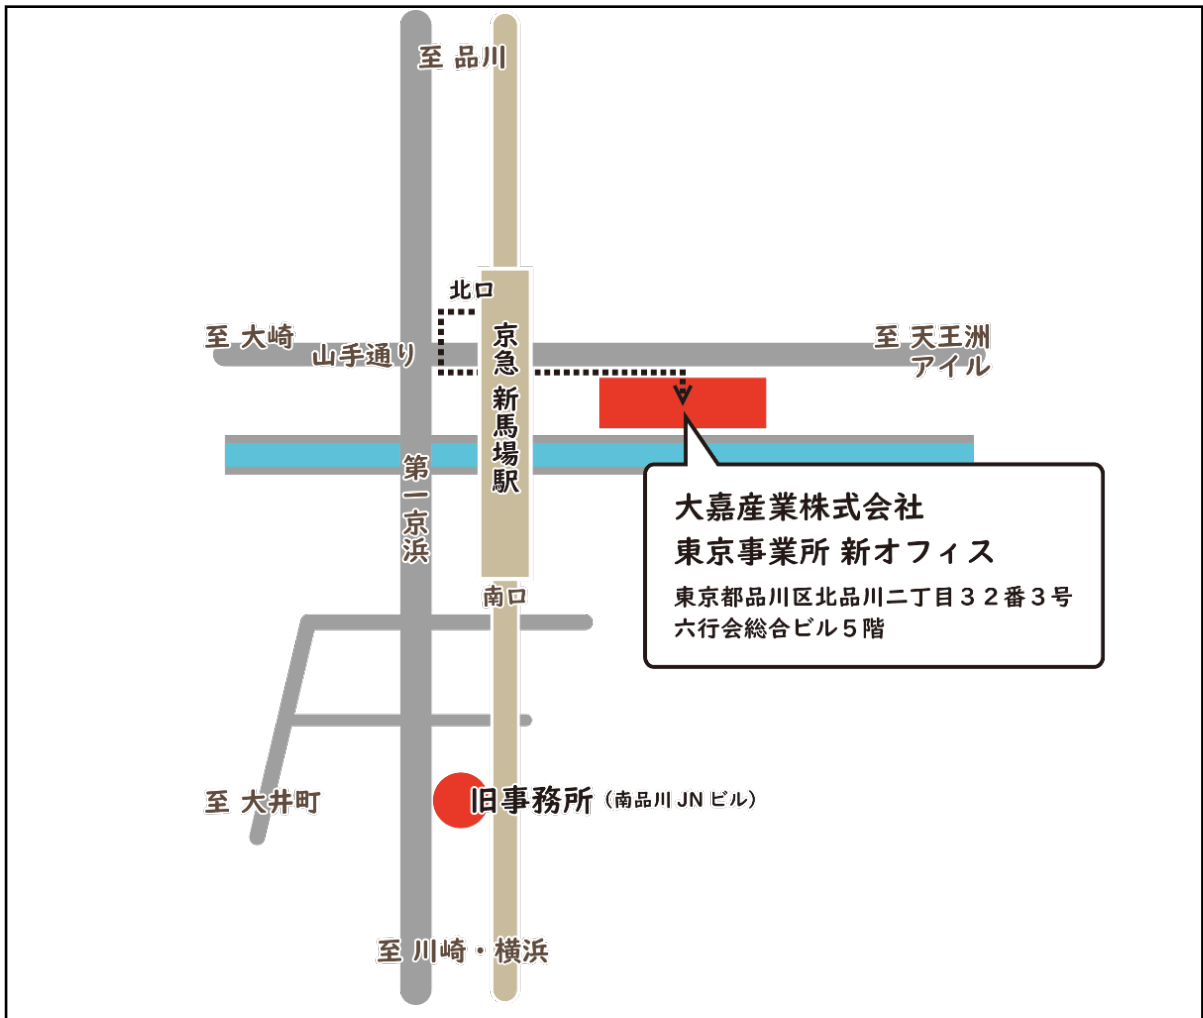 至 品川
北口
至 大崎
山手通り
京急 新馬場駅
至 天王洲
アイル
第一京浜
大嘉産業株式会社
東京事業所 新オフィス
東京都品川区北品川二丁目３２番３号
六行会総合ビル５階
南口
至 大井町
旧事務所（南品川 JN ビル）
至 川崎・横浜